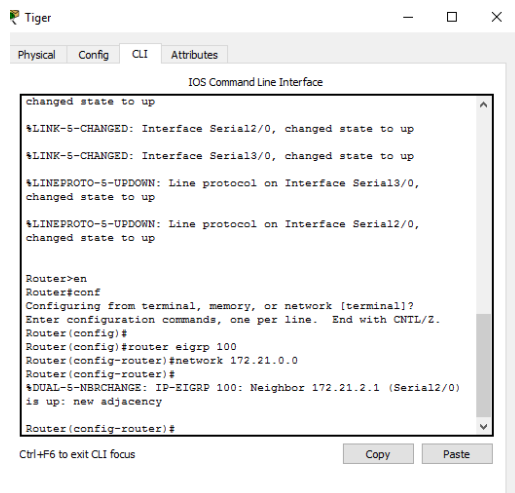 Tiger
Physical Config CLI Attributes
IOS Command Line Interface
changed state to up
%LINK-5-CHANGED: Interface Serial2/0, changed state to up
%LINK-5-CHANGED: Interface Serial3/0, changed state to up
%LINEPROTO-5-UPDOWN: Line protocol on Interface Serial3/0,
changed state to up
%LINEPROTO-5-UPDOWN: Line protocol on Interface Serial2/0,
changed state to up
Router>en
Router#conf
Configuring from terminal, memory, or network [terminal]?
Enter configuration commands, one per line.  End with CNTL/Z.
Router(config)#
Router(config)#router eigrp 100
Router(config-router)#network 172.21.0.0
Router(config-router)#
%DUAL-5-NBRCHANGE: IP-EIGRP 100: Neighbor 172.21.2.1 (Serial2/0)
is up: new adjacency
Router(config-router)#
Ctrl+F6 to exit CLI focus Copy Paste